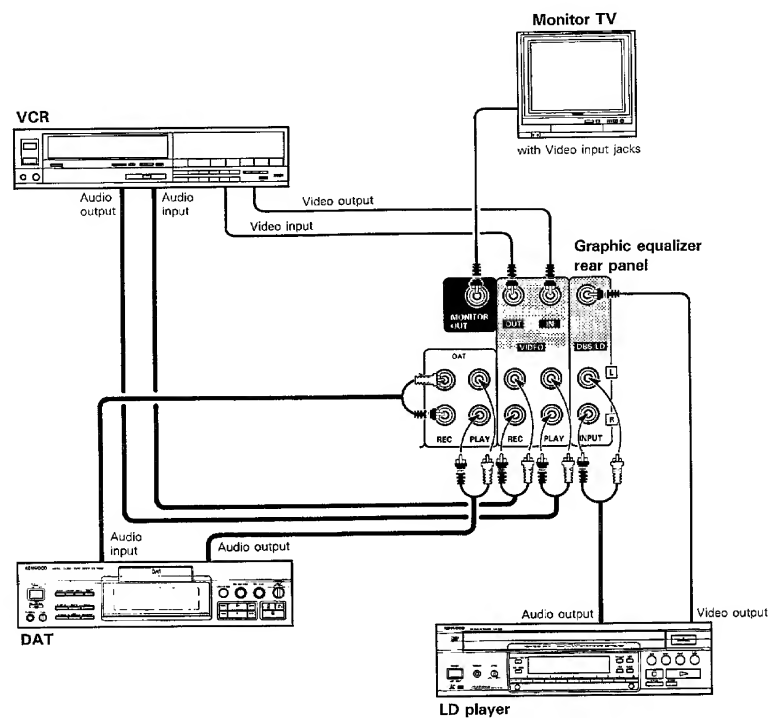 Monitor TV
with Video input jacks
VCR
Audio
output
Audio
input
Video output
Video input
Graphic equalizer
rear panel
MONITOR
OUT
OUT
IN
VIDEO
DBS/LD
DAT
L
R
REC
PLAY
REC
PLAY
INPUT
Audio
input
Audio output
KENWOOD
DAT
DAT
Audio output
Video output
KENWOOD
LD player